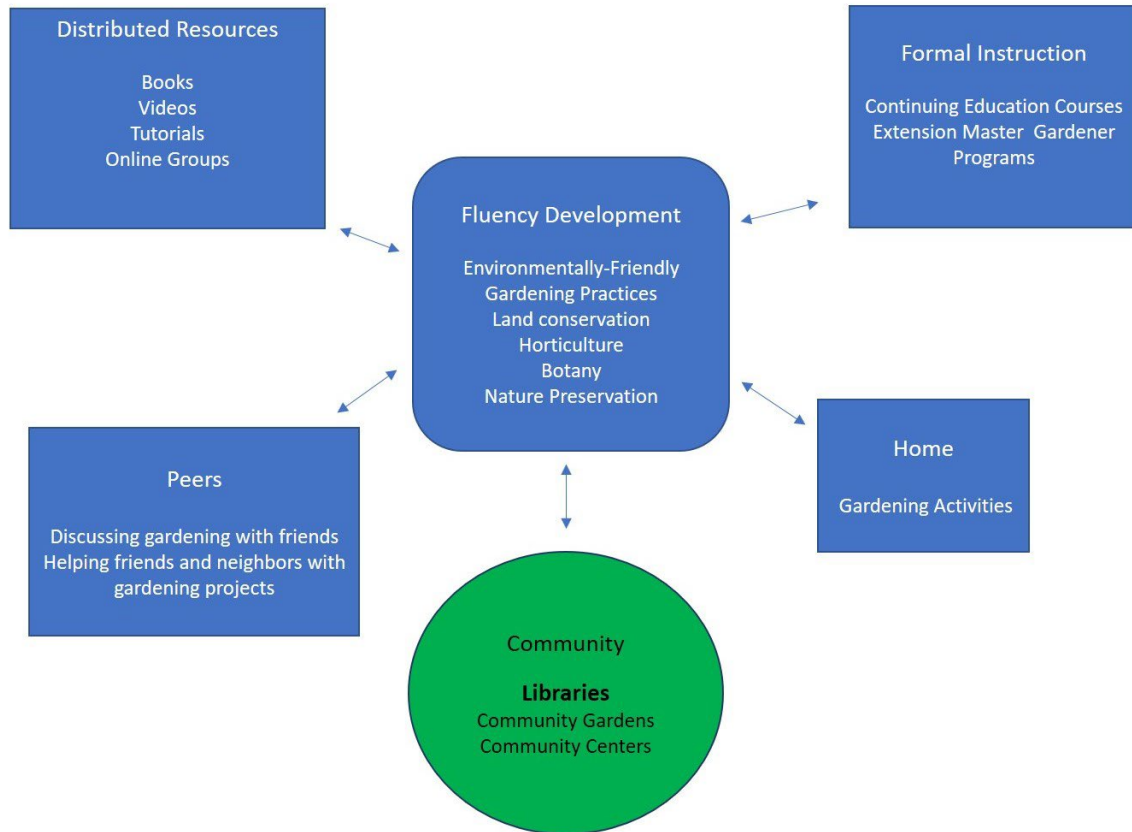 Distributed Resources
Books
Videos
Tutorials
Online Groups
Formal Instruction
Continuing Education Courses
Extension Master Gardener
Programs
Fluency Development
Environmentally-Friendly
Gardening Practices
Land conservation
Horticulture
Botany
Nature Preservation
Peers
Discussing gardening with friends
Helping friends and neighbors with
gardening projects
Home
Gardening Activities
Community
Libraries
Community Gardens
Community Centers